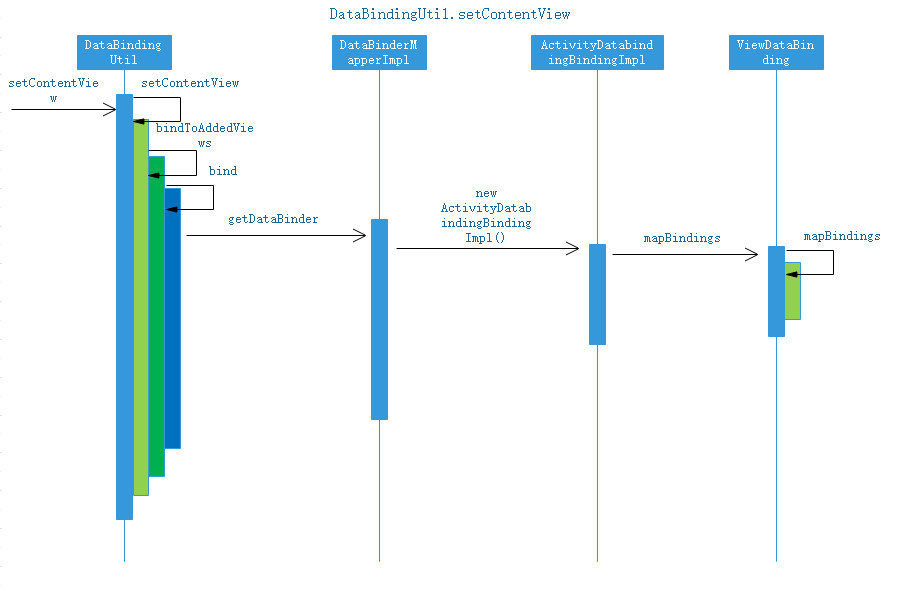 DataBindingUtil.setContentView
DataBinding
Util
DataBinderM
apperImpl
ActivityDatabind
ingBindingImpl
ViewDataBin
ding
setContentVie
w
setContentView
bindToAddedVie
ws
bind
getDataBinder
new
ActivityDatab
indingBinding
Impl()
mapBindings
mapBindings